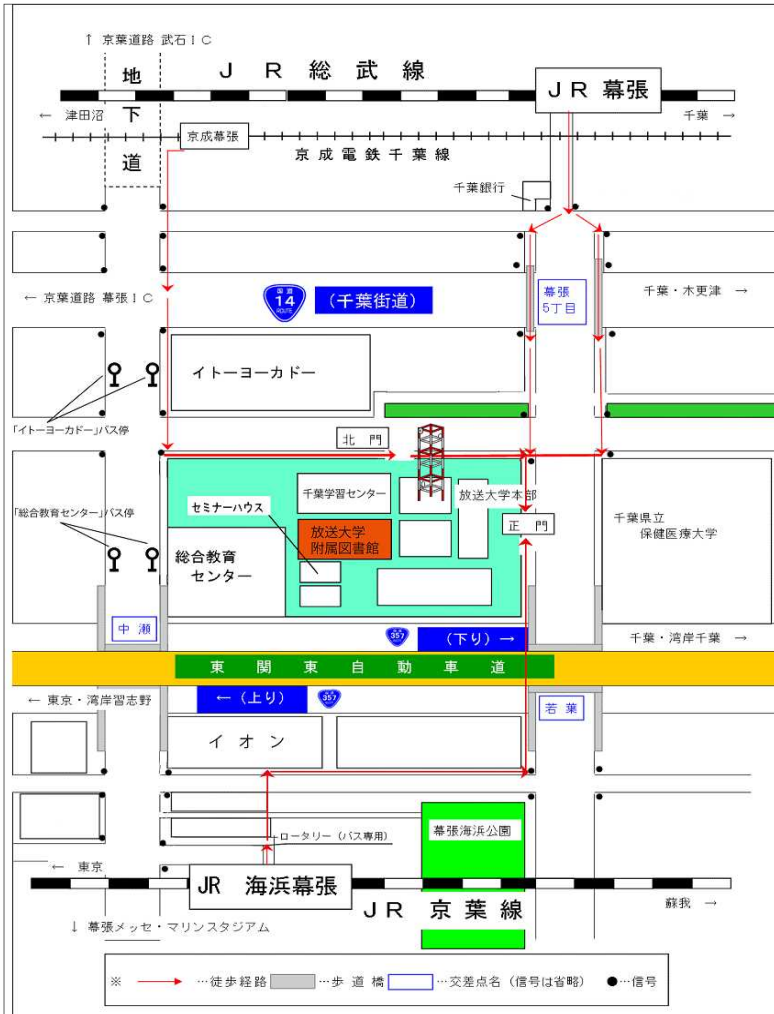 ↑ 京葉道路 武石IC
地下道
JR総武線
JR 幕張
← 津田沼
千葉 →
京成幕張
京成電鉄千葉線
千葉銀行
← 京葉道路 幕張IC
国道
14
ROUTE
(千葉街道)
幕張
5丁目
千葉・木更津 →
イトーヨーカドー
「イトーヨーカドー」バス停
北門
千葉学習センター
放送大学本部
セミナーハウス
「総合教育センター」バス停
放送大学
附属図書館
正門
千葉県立
保健医療大学
総合教育
センター
中瀬
357
(下り)→
千葉・湾岸千葉 →
東関東自動車道
← 東京・湾岸習志野
←(上り)
357
若葉
イオン
ロータリー(バス専用)
幕張海浜公園
← 東京
JR 海浜幕張
JR京葉線
蘇我 →
↓ 幕張メッセ・マリンスタジアム
※ → …徒歩経路 …歩道橋 …交差点名(信号は省略) ●…信号